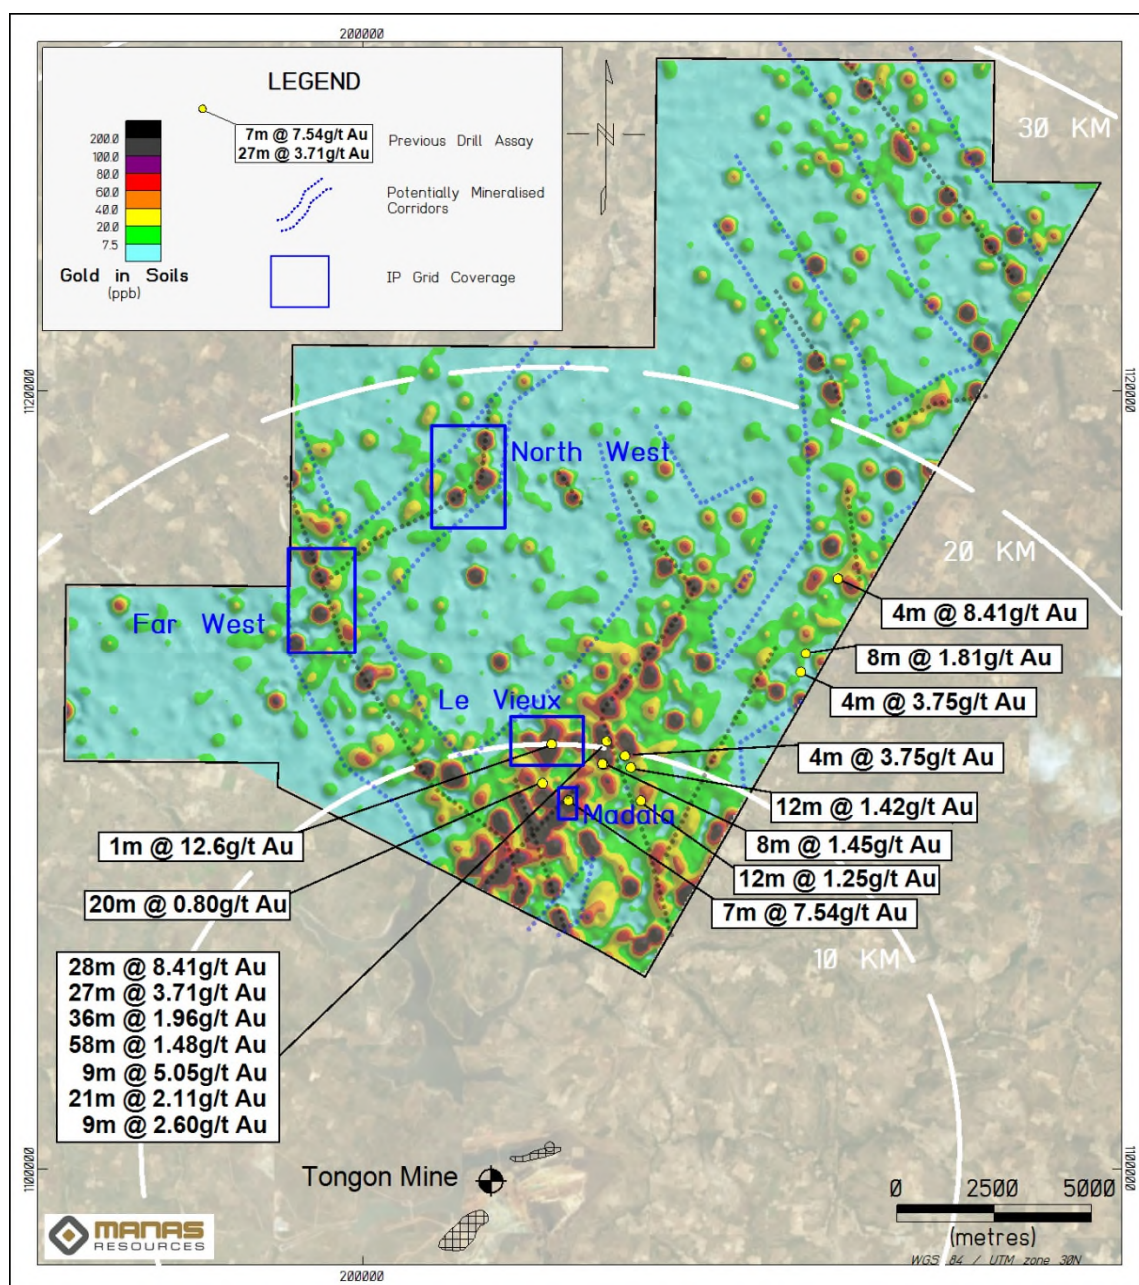 200000
LEGEND
200.0
100.0
80.0
60.0
40.0
20.0
7.5
Gold in Soils
(ppb)
7m @ 7.54g/t Au
27m @ 3.71g/t Au
Previous Drill Assay
Potentially Mineralised
Corridors
IP Grid Coverage
N
30 KM
1120000
1120000
North West
20 KM
Far West
4m @ 8.41g/t Au
8m @ 1.81g/t Au
4m @ 3.75g/t Au
Le Vieux
4m @ 3.75g/t Au
12m @ 1.42g/t Au
Madala
1m @ 12.6g/t Au
8m @ 1.45g/t Au
12m @ 1.25g/t Au
20m @ 0.80g/t Au
7m @ 7.54g/t Au
10 KM
28m @ 8.41g/t Au
27m @ 3.71g/t Au
36m @ 1.96g/t Au
58m @ 1.48g/t Au
9m @ 5.05g/t Au
21m @ 2.11g/t Au
9m @ 2.60g/t Au
1100000
1100000
Tongon Mine
0 2500 5000
(metres)
WGS 84 / UTM zone 30N
MANAS
RESOURCES
200000